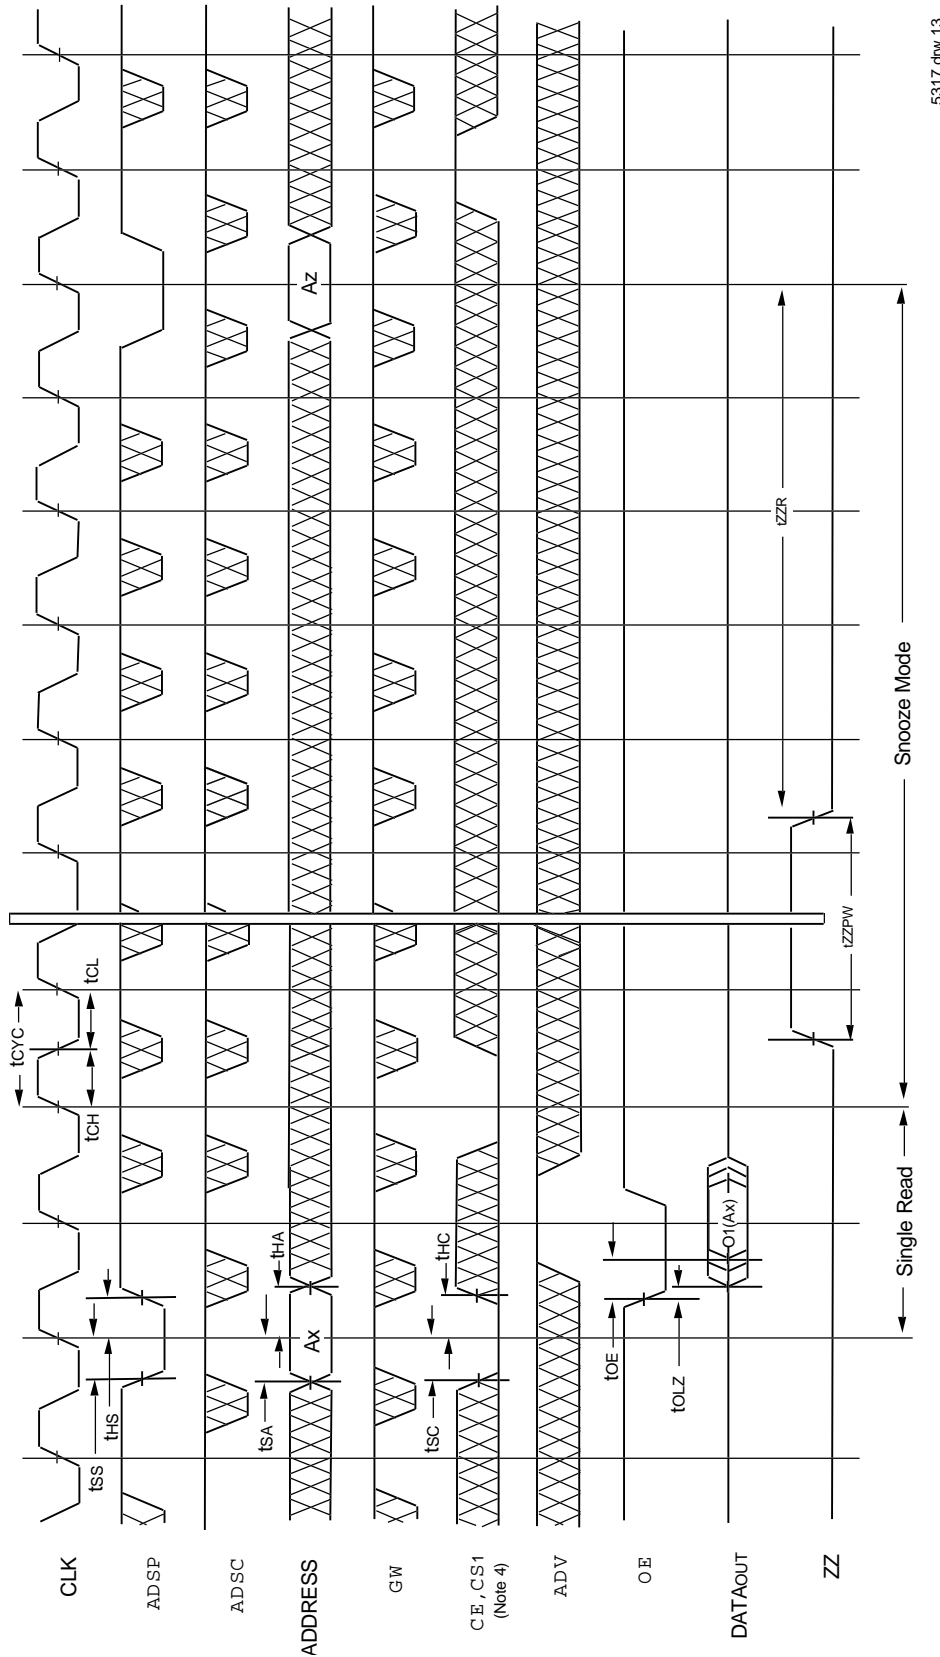 CLK
ADSP
ADSC
ADDRESS
GW
CE, CS1
(Note 4)
ADV
OE
DATAOUT
ZZ
tCYC
tCH
tCL
tSS
tHS
tSA
tHA
Ax
Az
tSC
tHC
tOE
tOLZ
O1(Ax)
tZZPW
tZZR
Single Read
Snooze Mode
5317 drw 13